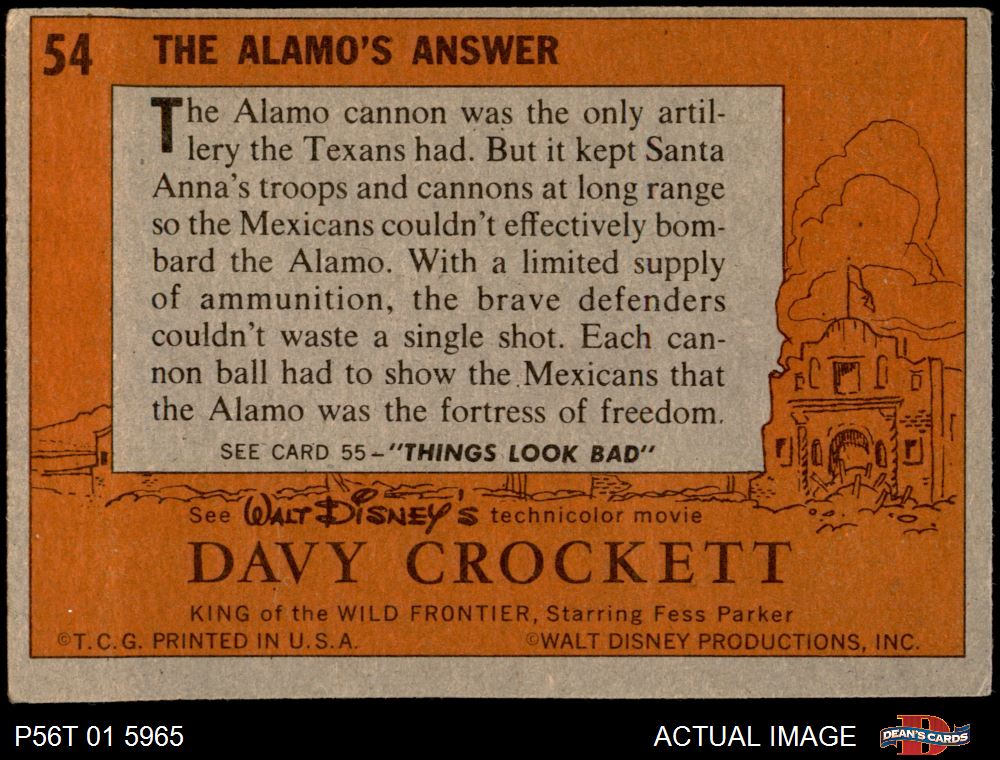 54 THE ALAMO'S ANSWER
The Alamo cannon was the only artil-
lery the Texans had. But it kept Santa
Anna's troops and cannons at long range
so the Mexicans couldn't effectively bom-
bard the Alamo. With a limited supply
of ammunition, the brave defenders
couldn't waste a single shot. Each can-
non ball had to show the Mexicans that
the Alamo was the fortress of freedom.
SEE CARD 55–"THINGS LOOK BAD"
See WALT DISNEY'S technicolor movie
DAVY CROCKETT
KING of the WILD FRONTIER, Starring Fess Parker
©T.C.G. PRINTED IN U.S.A. ©WALT DISNEY PRODUCTIONS, INC.
P56T 01 5965 ACTUAL IMAGE DEAN'S CARDS